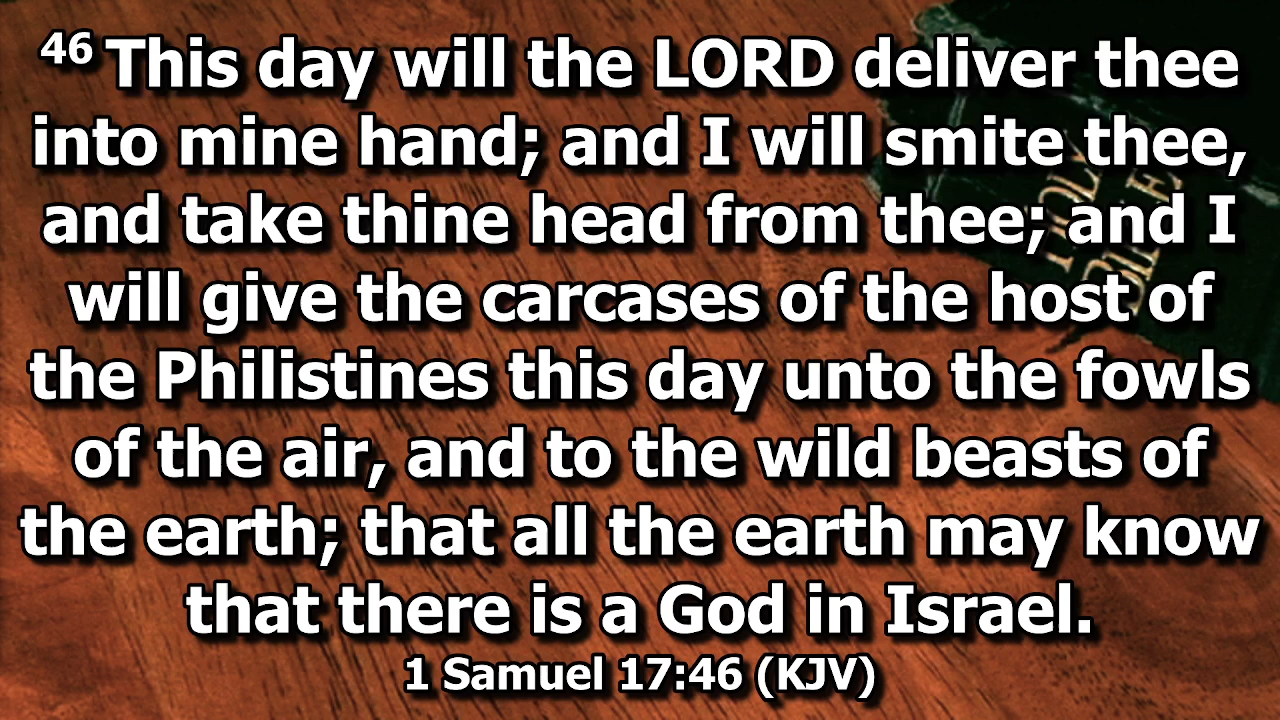 46 This day will the LORD deliver thee
into mine hand; and I will smite thee,
and take thine head from thee; and I
will give the carcases of the host of
the Philistines this day unto the fowls
of the air, and to the wild beasts of
the earth; that all the earth may know
that there is a God in Israel.
1 Samuel 17:46 (KJV)
HOLY
BIBLE